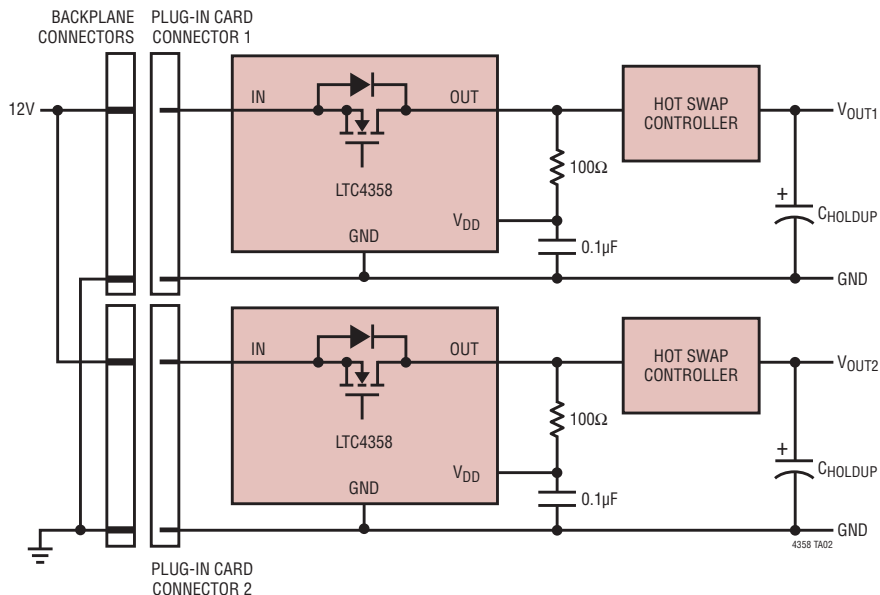 BACKPLANE
CONNECTORS
PLUG-IN CARD
CONNECTOR 1
12V
IN
OUT
LTC4358
VDD
GND
100Ω
0.1µF
HOT SWAP
CONTROLLER
VOUT1
+
CHOLDUP
GND
IN
OUT
LTC4358
VDD
GND
100Ω
0.1µF
HOT SWAP
CONTROLLER
VOUT2
+
CHOLDUP
GND
4358 TA02
PLUG-IN CARD
CONNECTOR 2